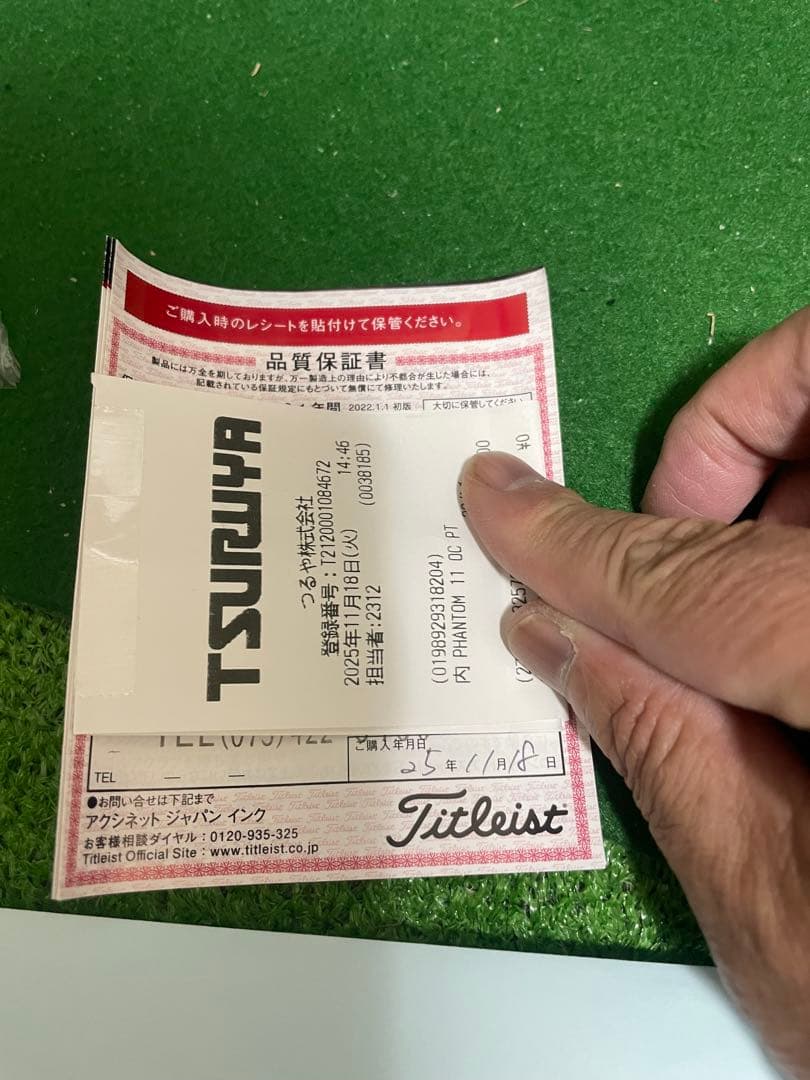 ご購入時のレシートを貼付けて保管ください。
品質保証書
製品には万全を期しておりますが、万一製造上の理由により不都合が生じた場合には、
記載されている保証規定にもとづいて無償にて修理いたします。
年間 2022.1.1 初版 大切に保管してください
TSURUYA
つるや株式会社
登録番号:T2120001084672
2025年11月18日(火) 14:46
担当者:2312 (0038185)
(0198929318204)
内 PHANTOM 11 OC PT
¥0
ご購入年月日
25年11月18日
TEL — —
●お問い合せは下記まで
アクシネット ジャパン インク
お客様相談ダイヤル:0120-935-325
Titleist Official Site:www.titleist.co.jp
Titleist